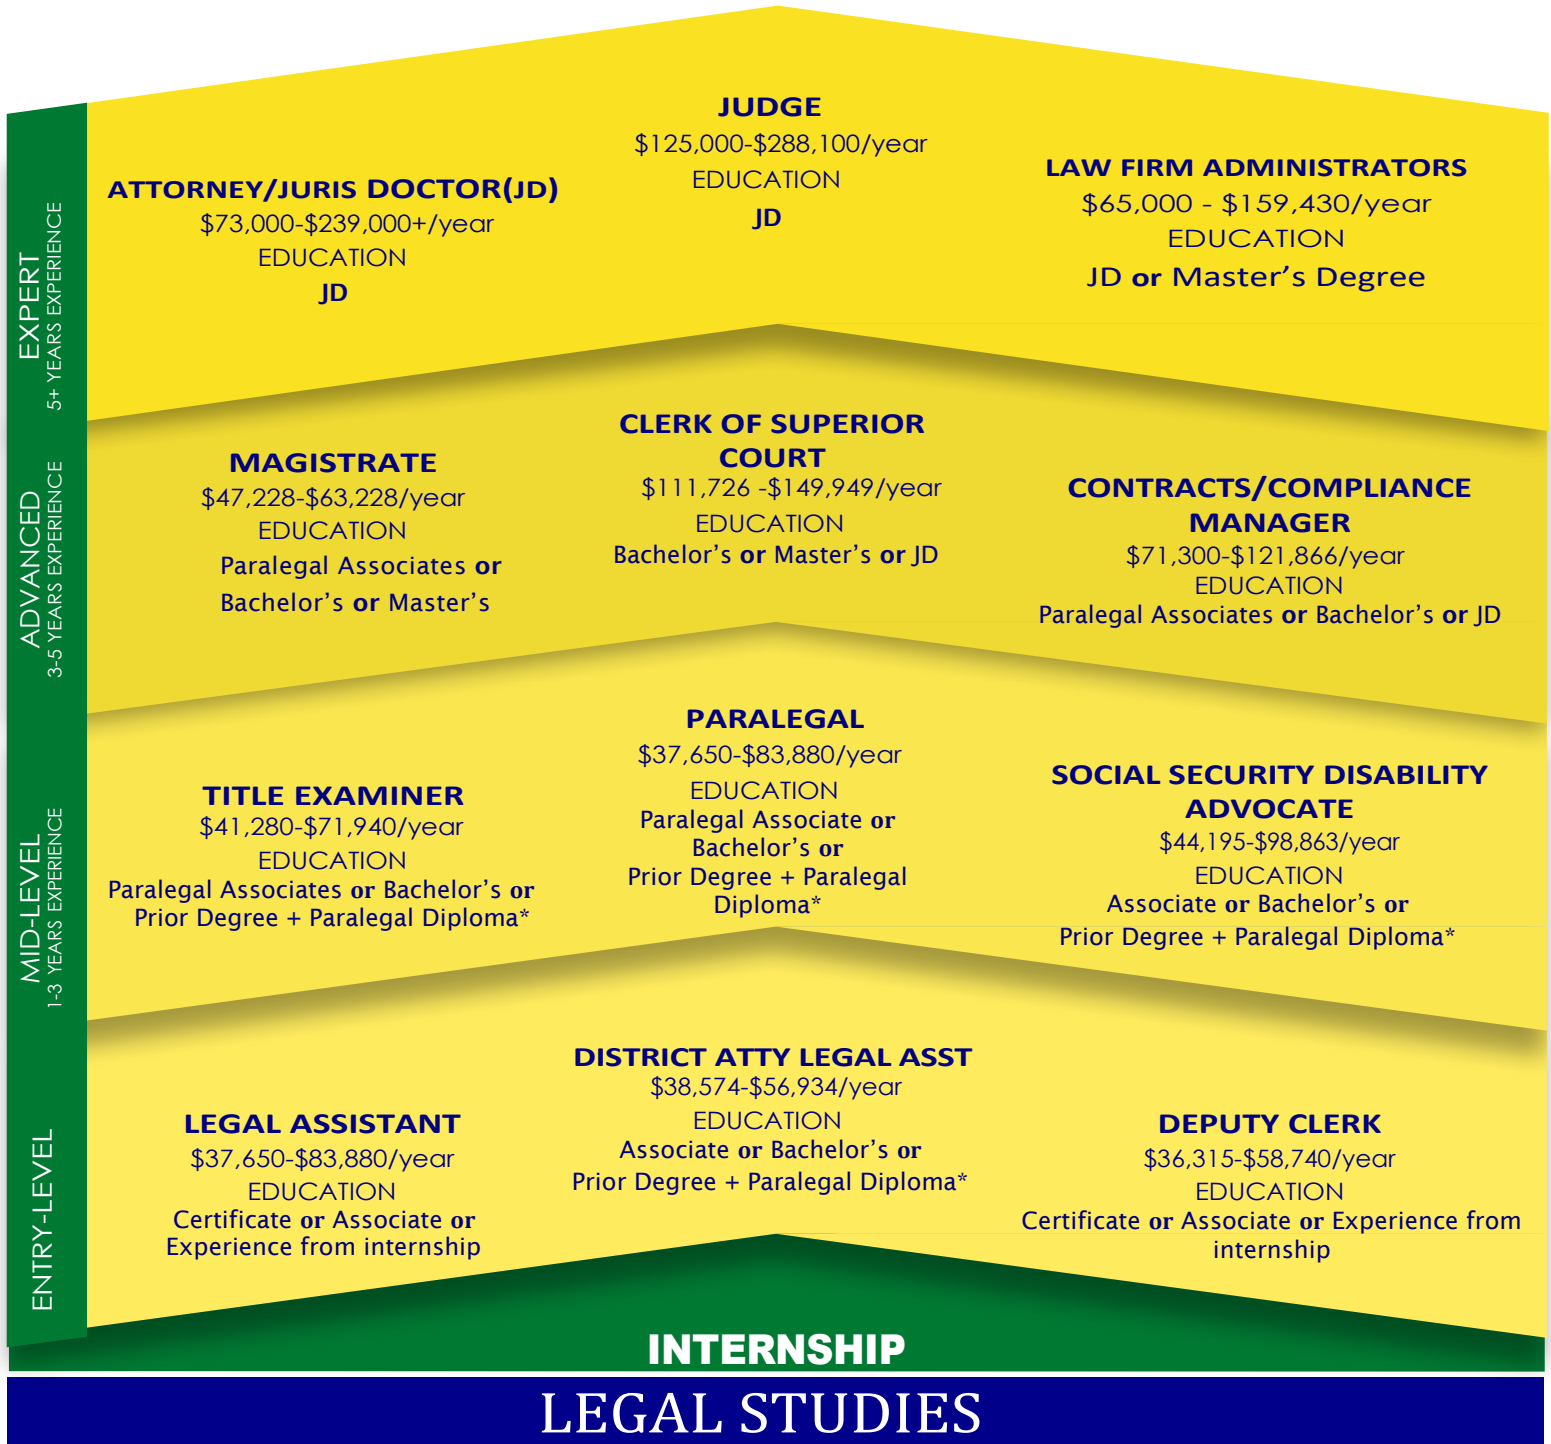 JUDGE
$125,000-$288,100/year
EDUCATION
JD
ATTORNEY/JURIS DOCTOR(JD)
$73,000-$239,000+/year
EDUCATION
JD
LAW FIRM ADMINISTRATORS
$65,000 - $159,430/year
EDUCATION
JD or Master's Degree
EXPERT
5+ YEARS EXPERIENCE
MAGISTRATE
$47,228-$63,228/year
EDUCATION
Paralegal Associates or
Bachelor's or Master's
CLERK OF SUPERIOR
COURT
$111,726 -$149,949/year
EDUCATION
Bachelor's or Master's or JD
CONTRACTS/COMPLIANCE
MANAGER
$71,300-$121,866/year
EDUCATION
Paralegal Associates or Bachelor's or JD
ADVANCED
3-5 YEARS EXPERIENCE
TITLE EXAMINER
$41,280-$71,940/year
EDUCATION
Paralegal Associates or Bachelor's or
Prior Degree + Paralegal Diploma*
PARALEGAL
$37,650-$83,880/year
EDUCATION
Paralegal Associate or
Bachelor's or
Prior Degree + Paralegal
Diploma*
SOCIAL SECURITY DISABILITY
ADVOCATE
$44,195-$98,863/year
EDUCATION
Associate or Bachelor's or
Prior Degree + Paralegal Diploma*
MID-LEVEL
1-3 YEARS EXPERIENCE
LEGAL ASSISTANT
$37,650-$83,880/year
EDUCATION
Certificate or Associate or
Experience from internship
DISTRICT ATTY LEGAL ASST
$38,574-$56,934/year
EDUCATION
Associate or Bachelor's or
Prior Degree + Paralegal Diploma*
DEPUTY CLERK
$36,315-$58,740/year
EDUCATION
Certificate or Associate or Experience from
internship
ENTRY-LEVEL
INTERNSHIP
LEGAL STUDIES